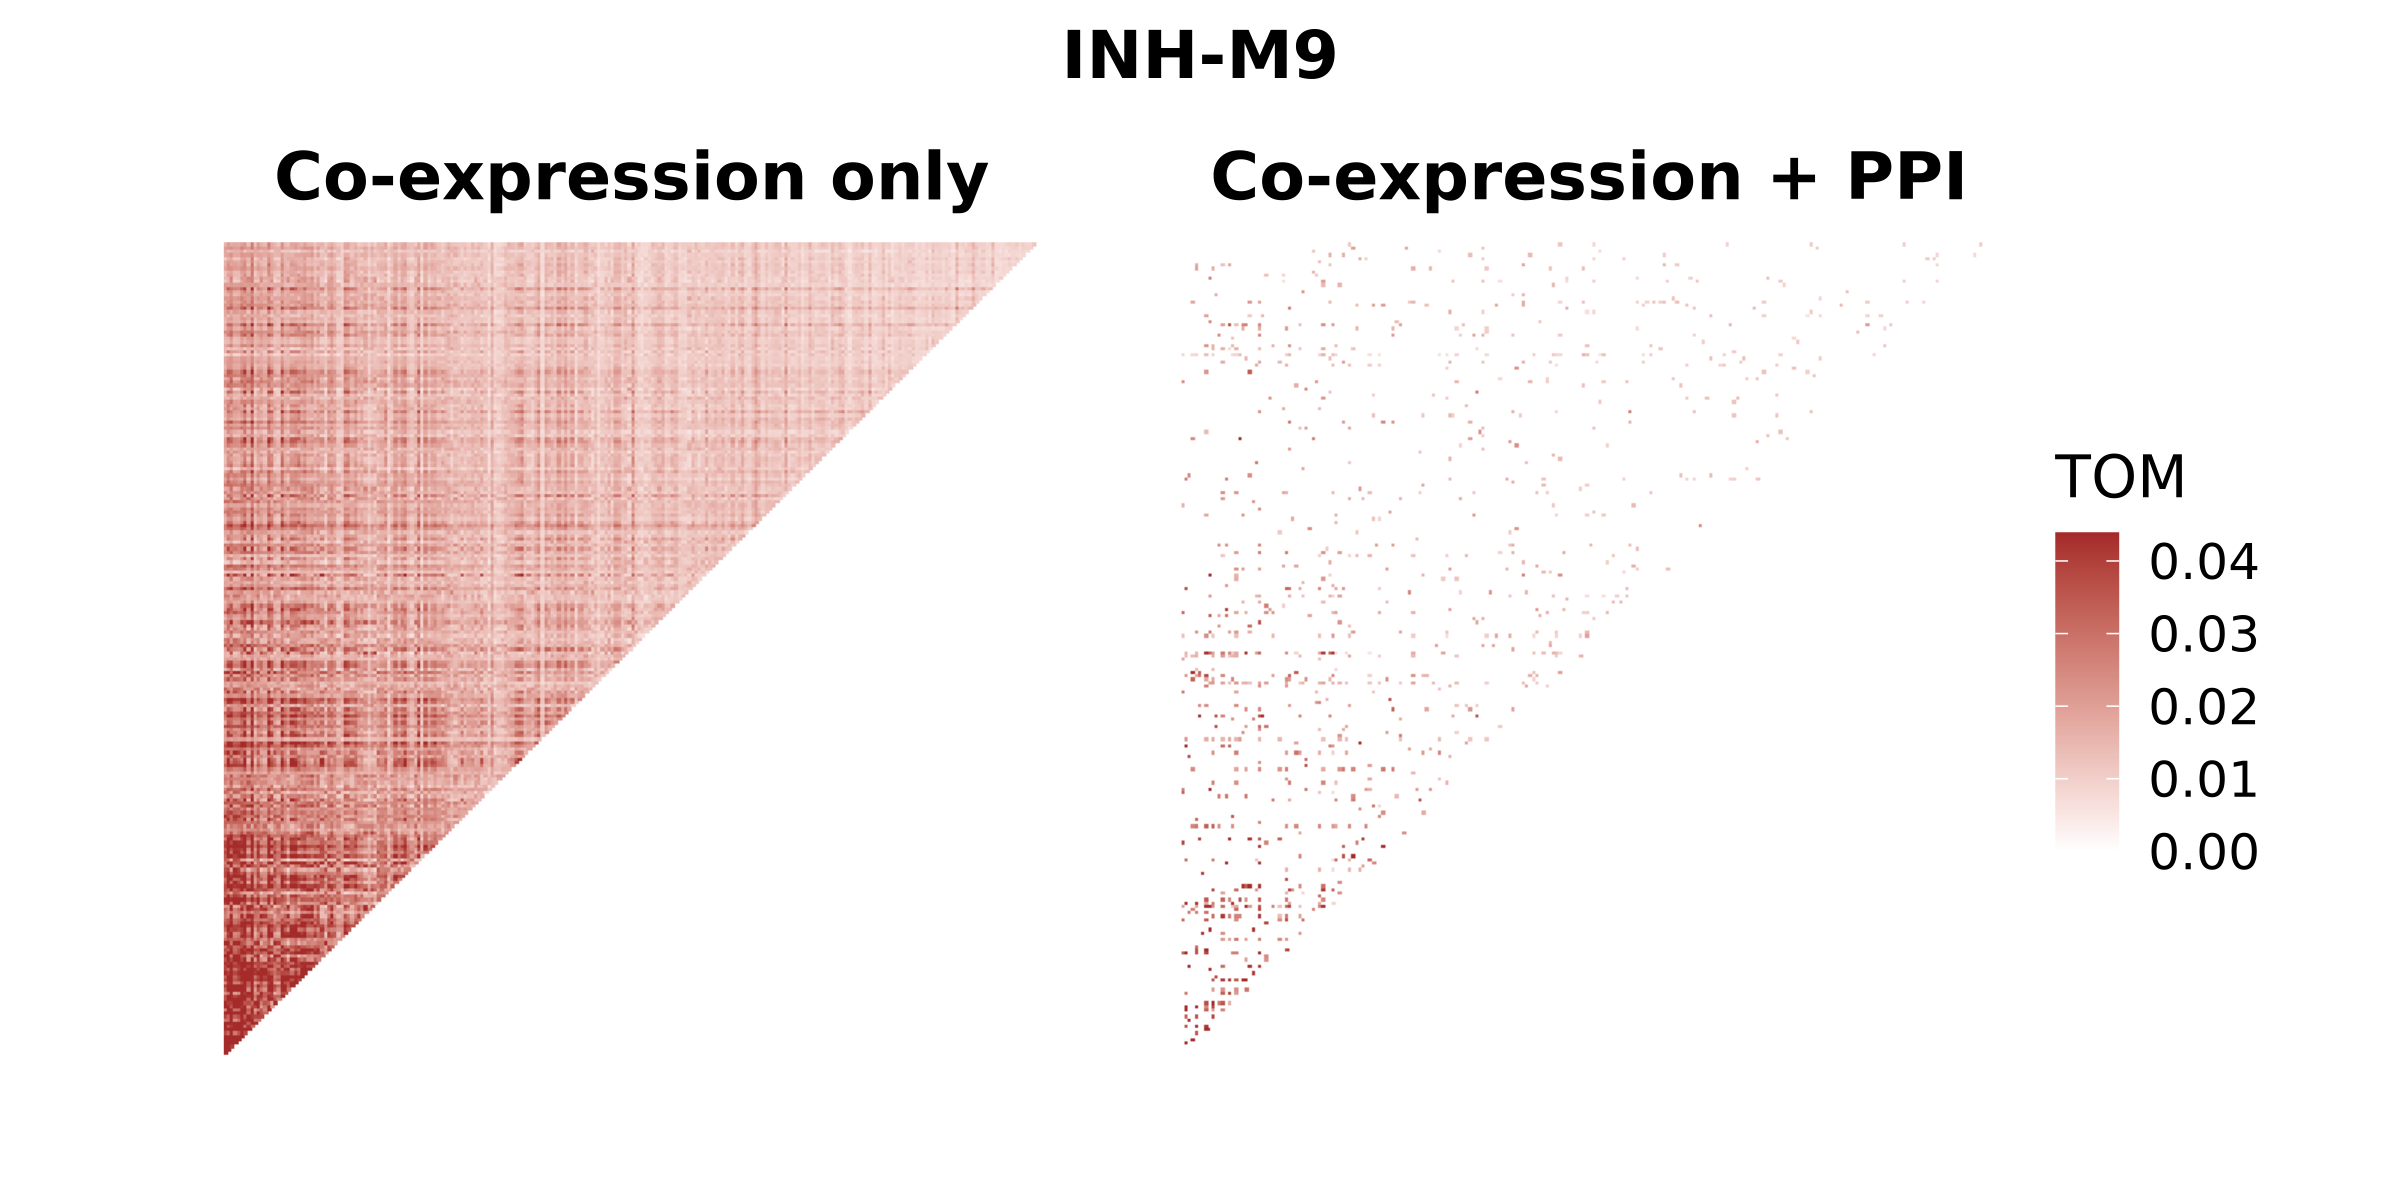 INH-M9
Co-expression only
Co-expression + PPI
TOM
0.04
0.03
0.02
0.01
0.00